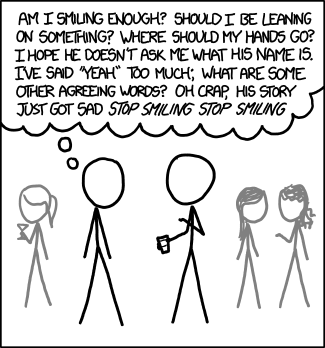 AM I SMILING ENOUGH? SHOULD I BE LEANING
ON SOMETHING? WHERE SHOULD MY HANDS GO?
I HOPE HE DOESN'T ASK ME WHAT HIS NAME IS.
I'VE SAID "YEAH" TOO MUCH; WHAT ARE SOME
OTHER AGREEING WORDS? OH CRAP, HIS STORY
JUST GOT SAD STOP SMILING STOP SMILING